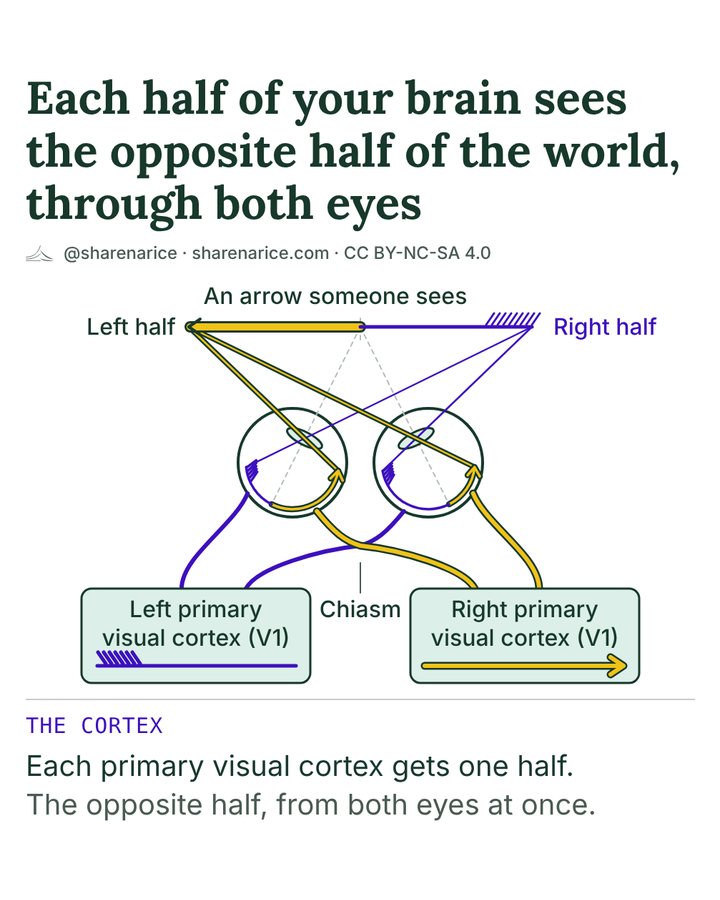 Each half of your brain sees
the opposite half of the world,
through both eyes
@sharenarice · sharenarice.com · CC BY-NC-SA 4.0
An arrow someone sees
Left half
Right half
Left primary
visual cortex (V1)
Chiasm
Right primary
visual cortex (V1)
THE CORTEX
Each primary visual cortex gets one half.
The opposite half, from both eyes at once.